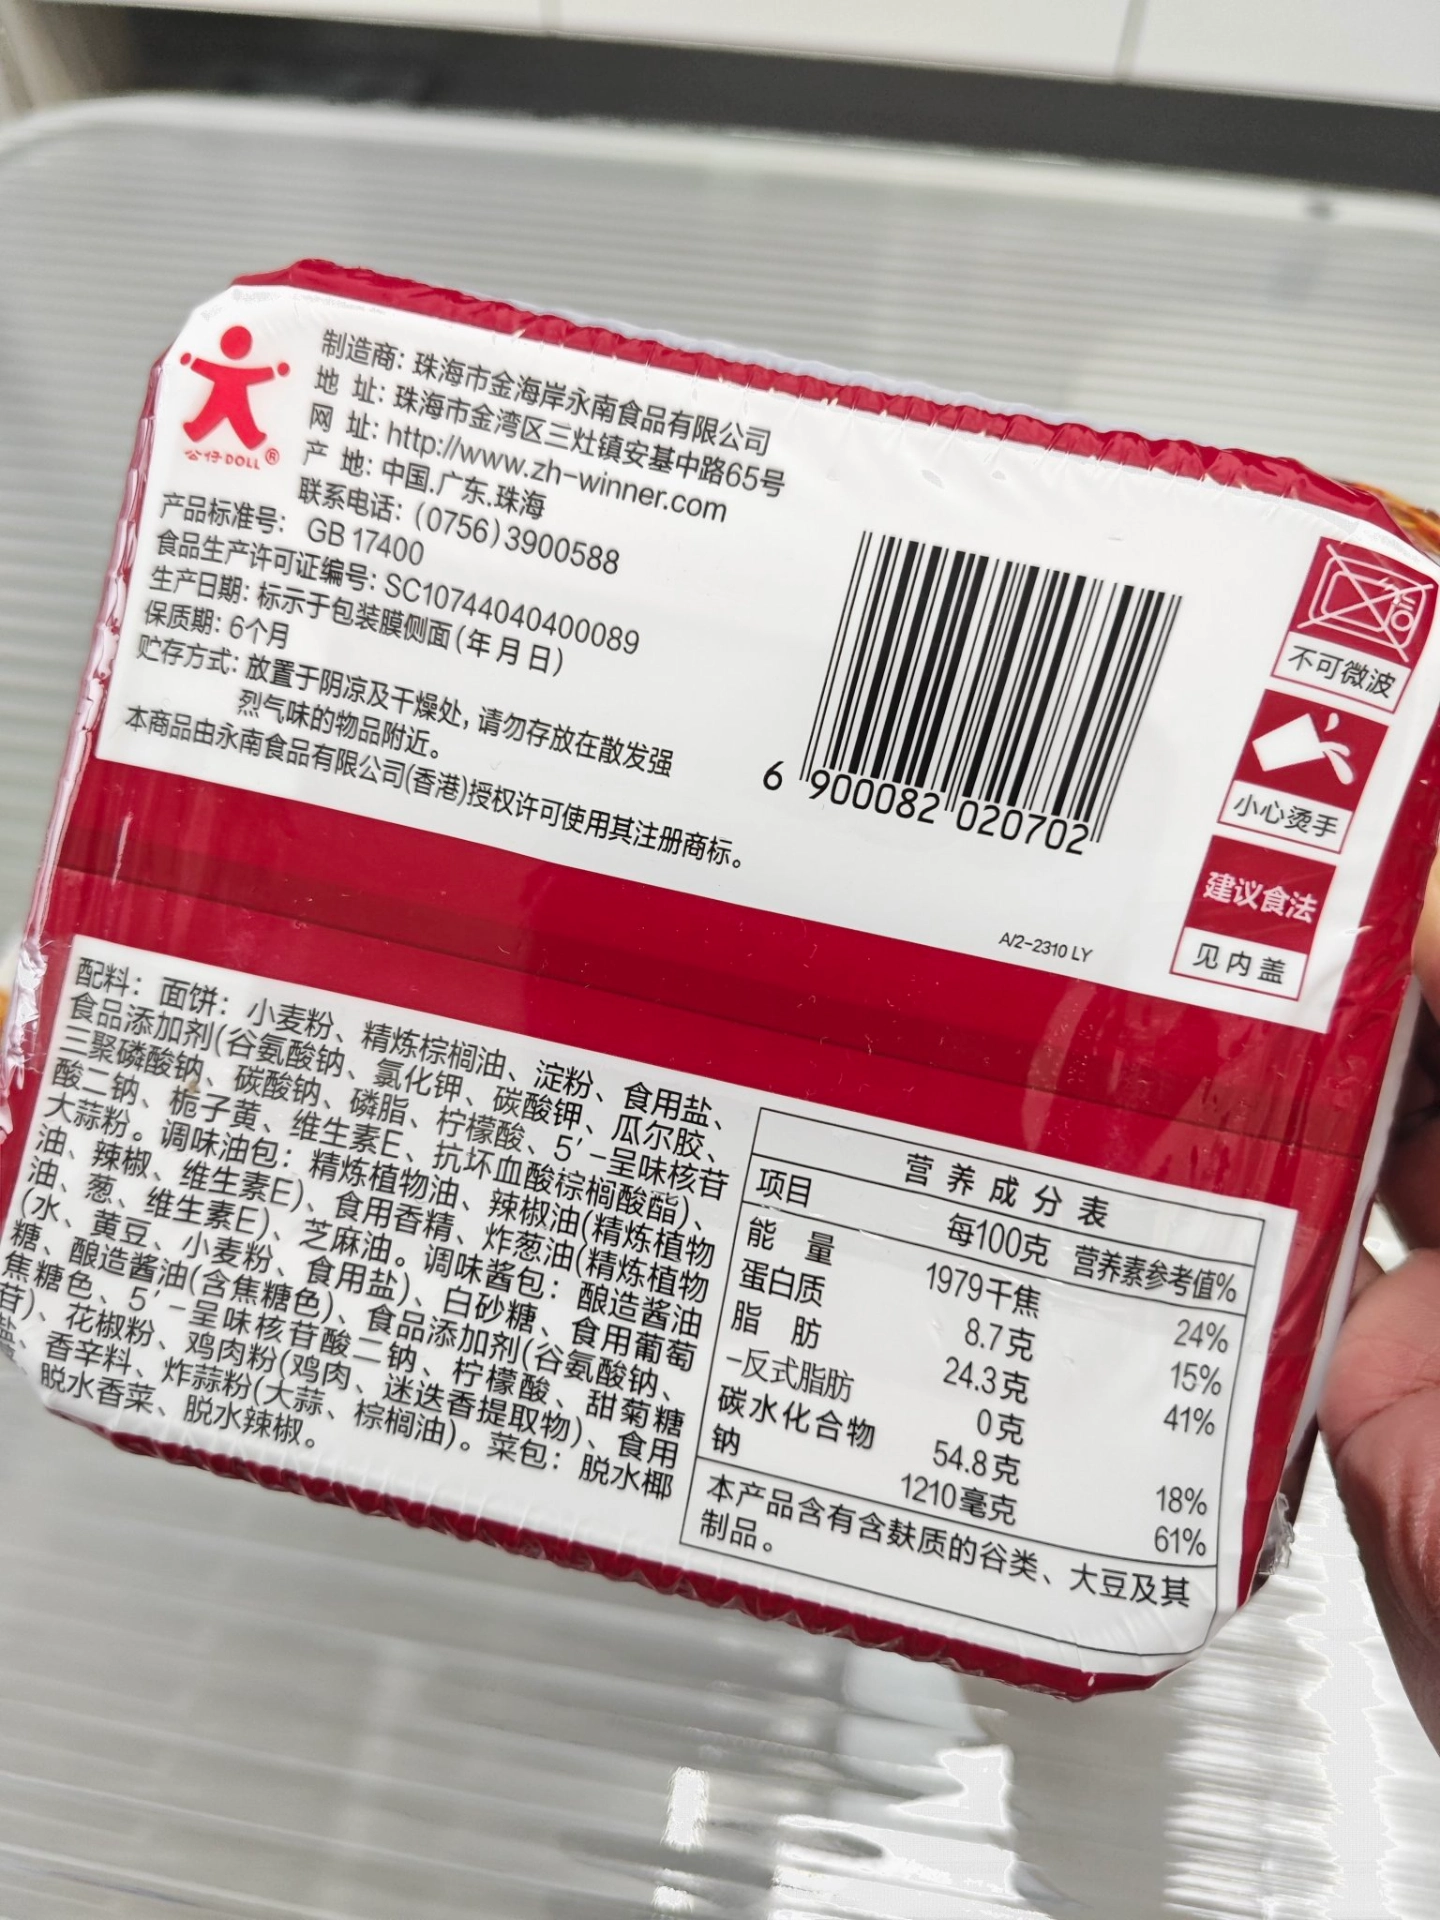 公仔DOLL®
制造商: 珠海市金海岸永南食品有限公司
地 址: 珠海市金湾区三灶镇安基中路65号
网 址: http://www.zh-winner.com
产 地: 中国.广东.珠海
联系电话: (0756)3900588
产品标准号: GB 17400
食品生产许可证编号: SC10744040400089
生产日期: 标示于包装膜侧面(年月日)
保质期: 6个月
贮存方式: 放置于阴凉及干燥处, 请勿存放在散发强
烈气味的物品附近。
本商品由永南食品有限公司(香港)授权许可使用其注册商标。
6 900082 020702
A/2-2310 LY
不可微波
小心烫手
建议食法
见内盖
配料: 面饼: 小麦粉、精炼棕榈油、淀粉、食用盐、
食品添加剂(谷氨酸钠、氯化钾、碳酸钾、瓜尔胶、
三聚磷酸钠、碳酸钠、磷脂、柠檬酸、5′-呈味核苷
酸二钠、栀子黄、维生素E、抗坏血酸棕榈酸酯)、
大蒜粉。调味油包: 精炼植物油、辣椒油(精炼植物
油、辣椒、维生素E)、食用香精、炸葱油(精炼植物
油、葱、维生素E)、芝麻油。调味酱包: 酿造酱油
(水、黄豆、小麦粉、食用盐)、白砂糖、食用葡萄
糖、酿造酱油(含焦糖色)、食品添加剂(谷氨酸钠、
焦糖色、5′-呈味核苷酸二钠、柠檬酸、甜菊糖
苷)、花椒粉、鸡肉粉(鸡肉、迷迭香提取物)、食用
盐、香辛料、炸蒜粉(大蒜、棕榈油)。菜包: 脱水椰
脱水香菜、脱水辣椒。
营养成分表
项目 每100克 营养素参考值%
能 量 1979千焦 24%
蛋白质 8.7克 15%
脂 肪 24.3克 41%
-反式脂肪 0克
碳水化合物 54.8克 18%
钠 1210毫克 61%
本产品含有含麸质的谷类、大豆及其
制品。